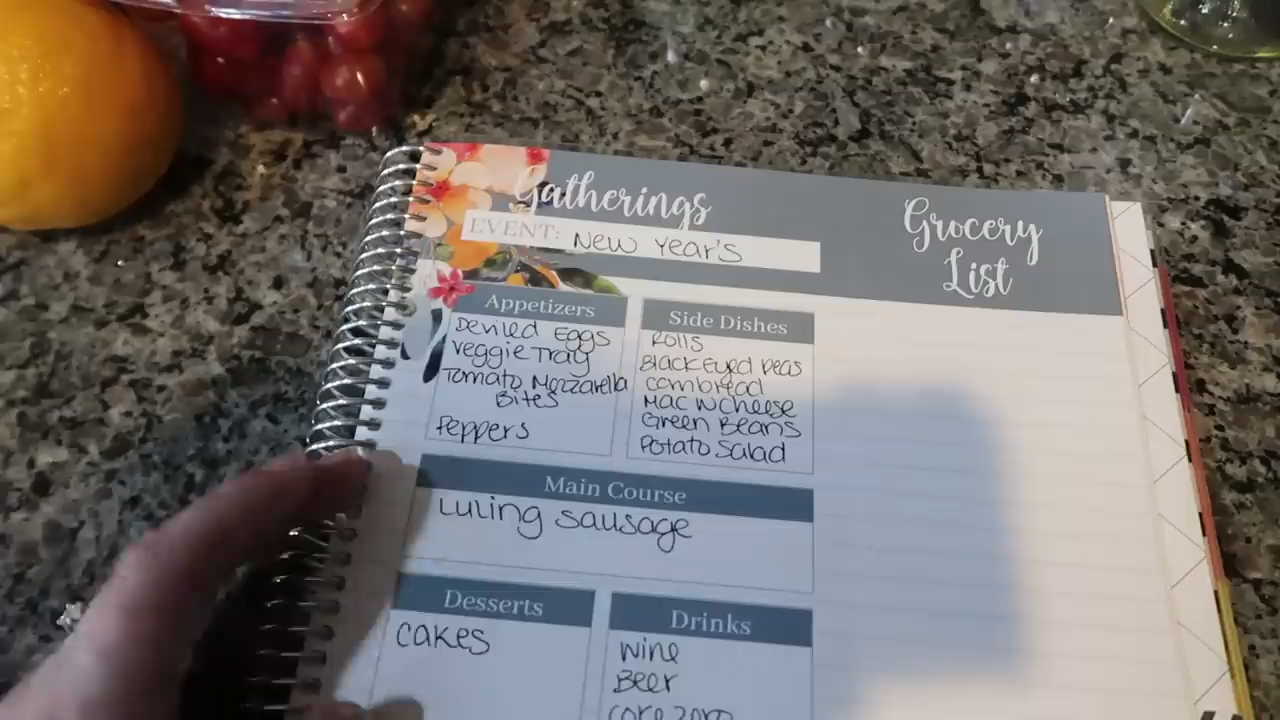 Gatherings
EVENT: New Year's
Grocery
List
Appetizers
Deviled Eggs
Veggie Tray
Tomato Mozzarella
Bites
Peppers
Side Dishes
Rolls
Black Eyed Peas
cornbread
Mac N Cheese
Green Beans
Potato Salad
Main Course
Luling Sausage
Desserts
cakes
Drinks
wine
Beer